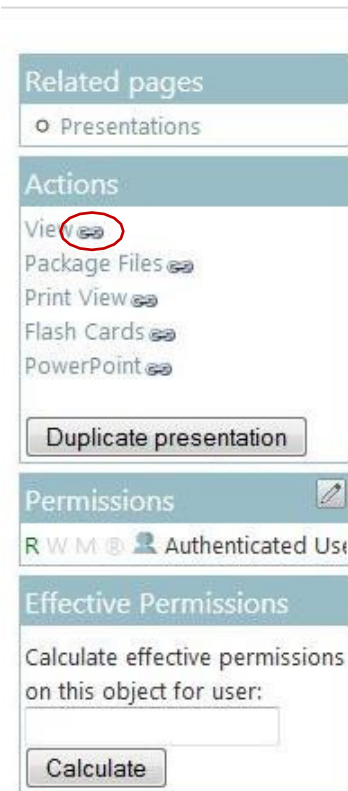 Related pages
Presentations
Actions
View
Package Files
Print View
Flash Cards
PowerPoint
Duplicate presentation
Permissions
R W M ® Authenticated Use
Effective Permissions
Calculate effective permissions
on this object for user:
Calculate